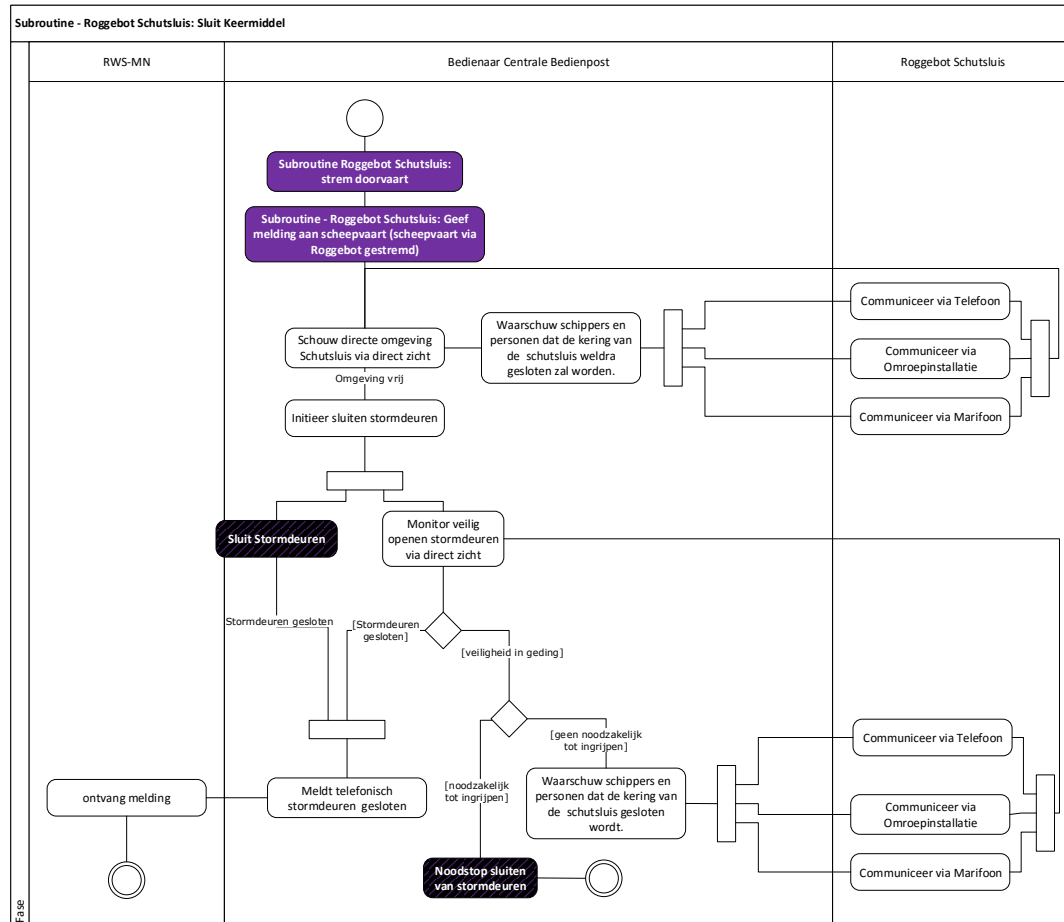 Subroutine - Roggebot Schutsluis: Sluit Keermiddel
RWS-MN
Bedienaar Centrale Bedienpost
Roggebot Schutsluis
Subroutine Roggebot Schutsluis:
strem doorvaart
Subroutine - Roggebot Schutsluis: Geef
melding aan scheepvaart (scheepvaart via
Roggebot gestremd)
Schouw directe omgeving
Schutsluis via direct zicht
Waarschuw schippers en
personen dat de kering van
de schutsluis weldra
gesloten zal worden.
Communiceer via Telefoon
Communiceer via
Omroepinstallatie
Communiceer via Marifoon
Omgeving vrij
Initieer sluiten stormdeuren
Sluit Stormdeuren
Monitor veilig
openen stormdeuren
via direct zicht
Stormdeuren gesloten
[Stormdeuren
gesloten]
[veiligheid in geding]
[geen noodzakelijk
tot ingrijpen]
[noodzakelijk
tot ingrijpen]
Communiceer via Telefoon
Communiceer via
Omroepinstallatie
Communiceer via Marifoon
Waarschuw schippers en
personen dat de kering van
de schutsluis gesloten
wordt.
Meldt telefonisch
stormdeuren gesloten
ontvang melding
Noodstop sluiten
van stormdeuren
Fase